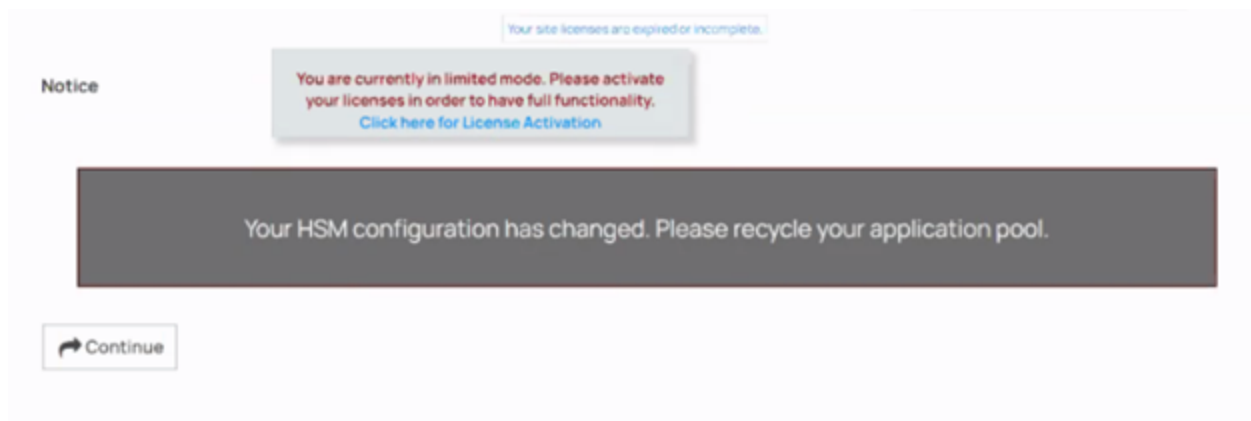 Your site licenses are expired or incomplete.
Notice
You are currently in limited mode. Please activate
your licenses in order to have full functionality.
Click here for License Activation
Your HSM configuration has changed. Please recycle your application pool.
Continue